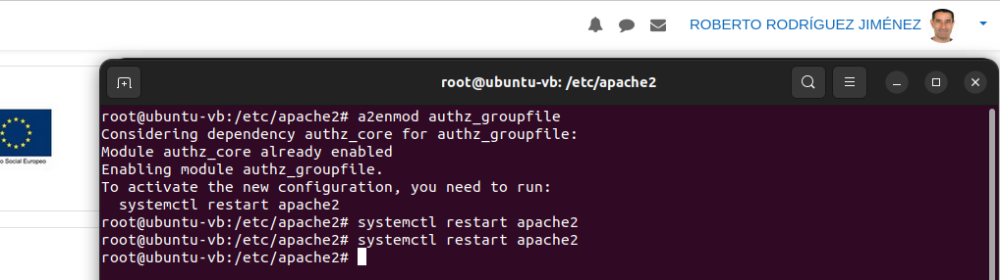 ROBERTO RODRÍGUEZ JIMÉNEZ
root@ubuntu-vb: /etc/apache2
root@ubuntu-vb:/etc/apache2# a2enmod authz_groupfile
Considering dependency authz_core for authz_groupfile:
Module authz_core already enabled
Enabling module authz_groupfile.
To activate the new configuration, you need to run:
  systemctl restart apache2
root@ubuntu-vb:/etc/apache2# systemctl restart apache2
root@ubuntu-vb:/etc/apache2# systemctl restart apache2
root@ubuntu-vb:/etc/apache2#
o Social Europeo